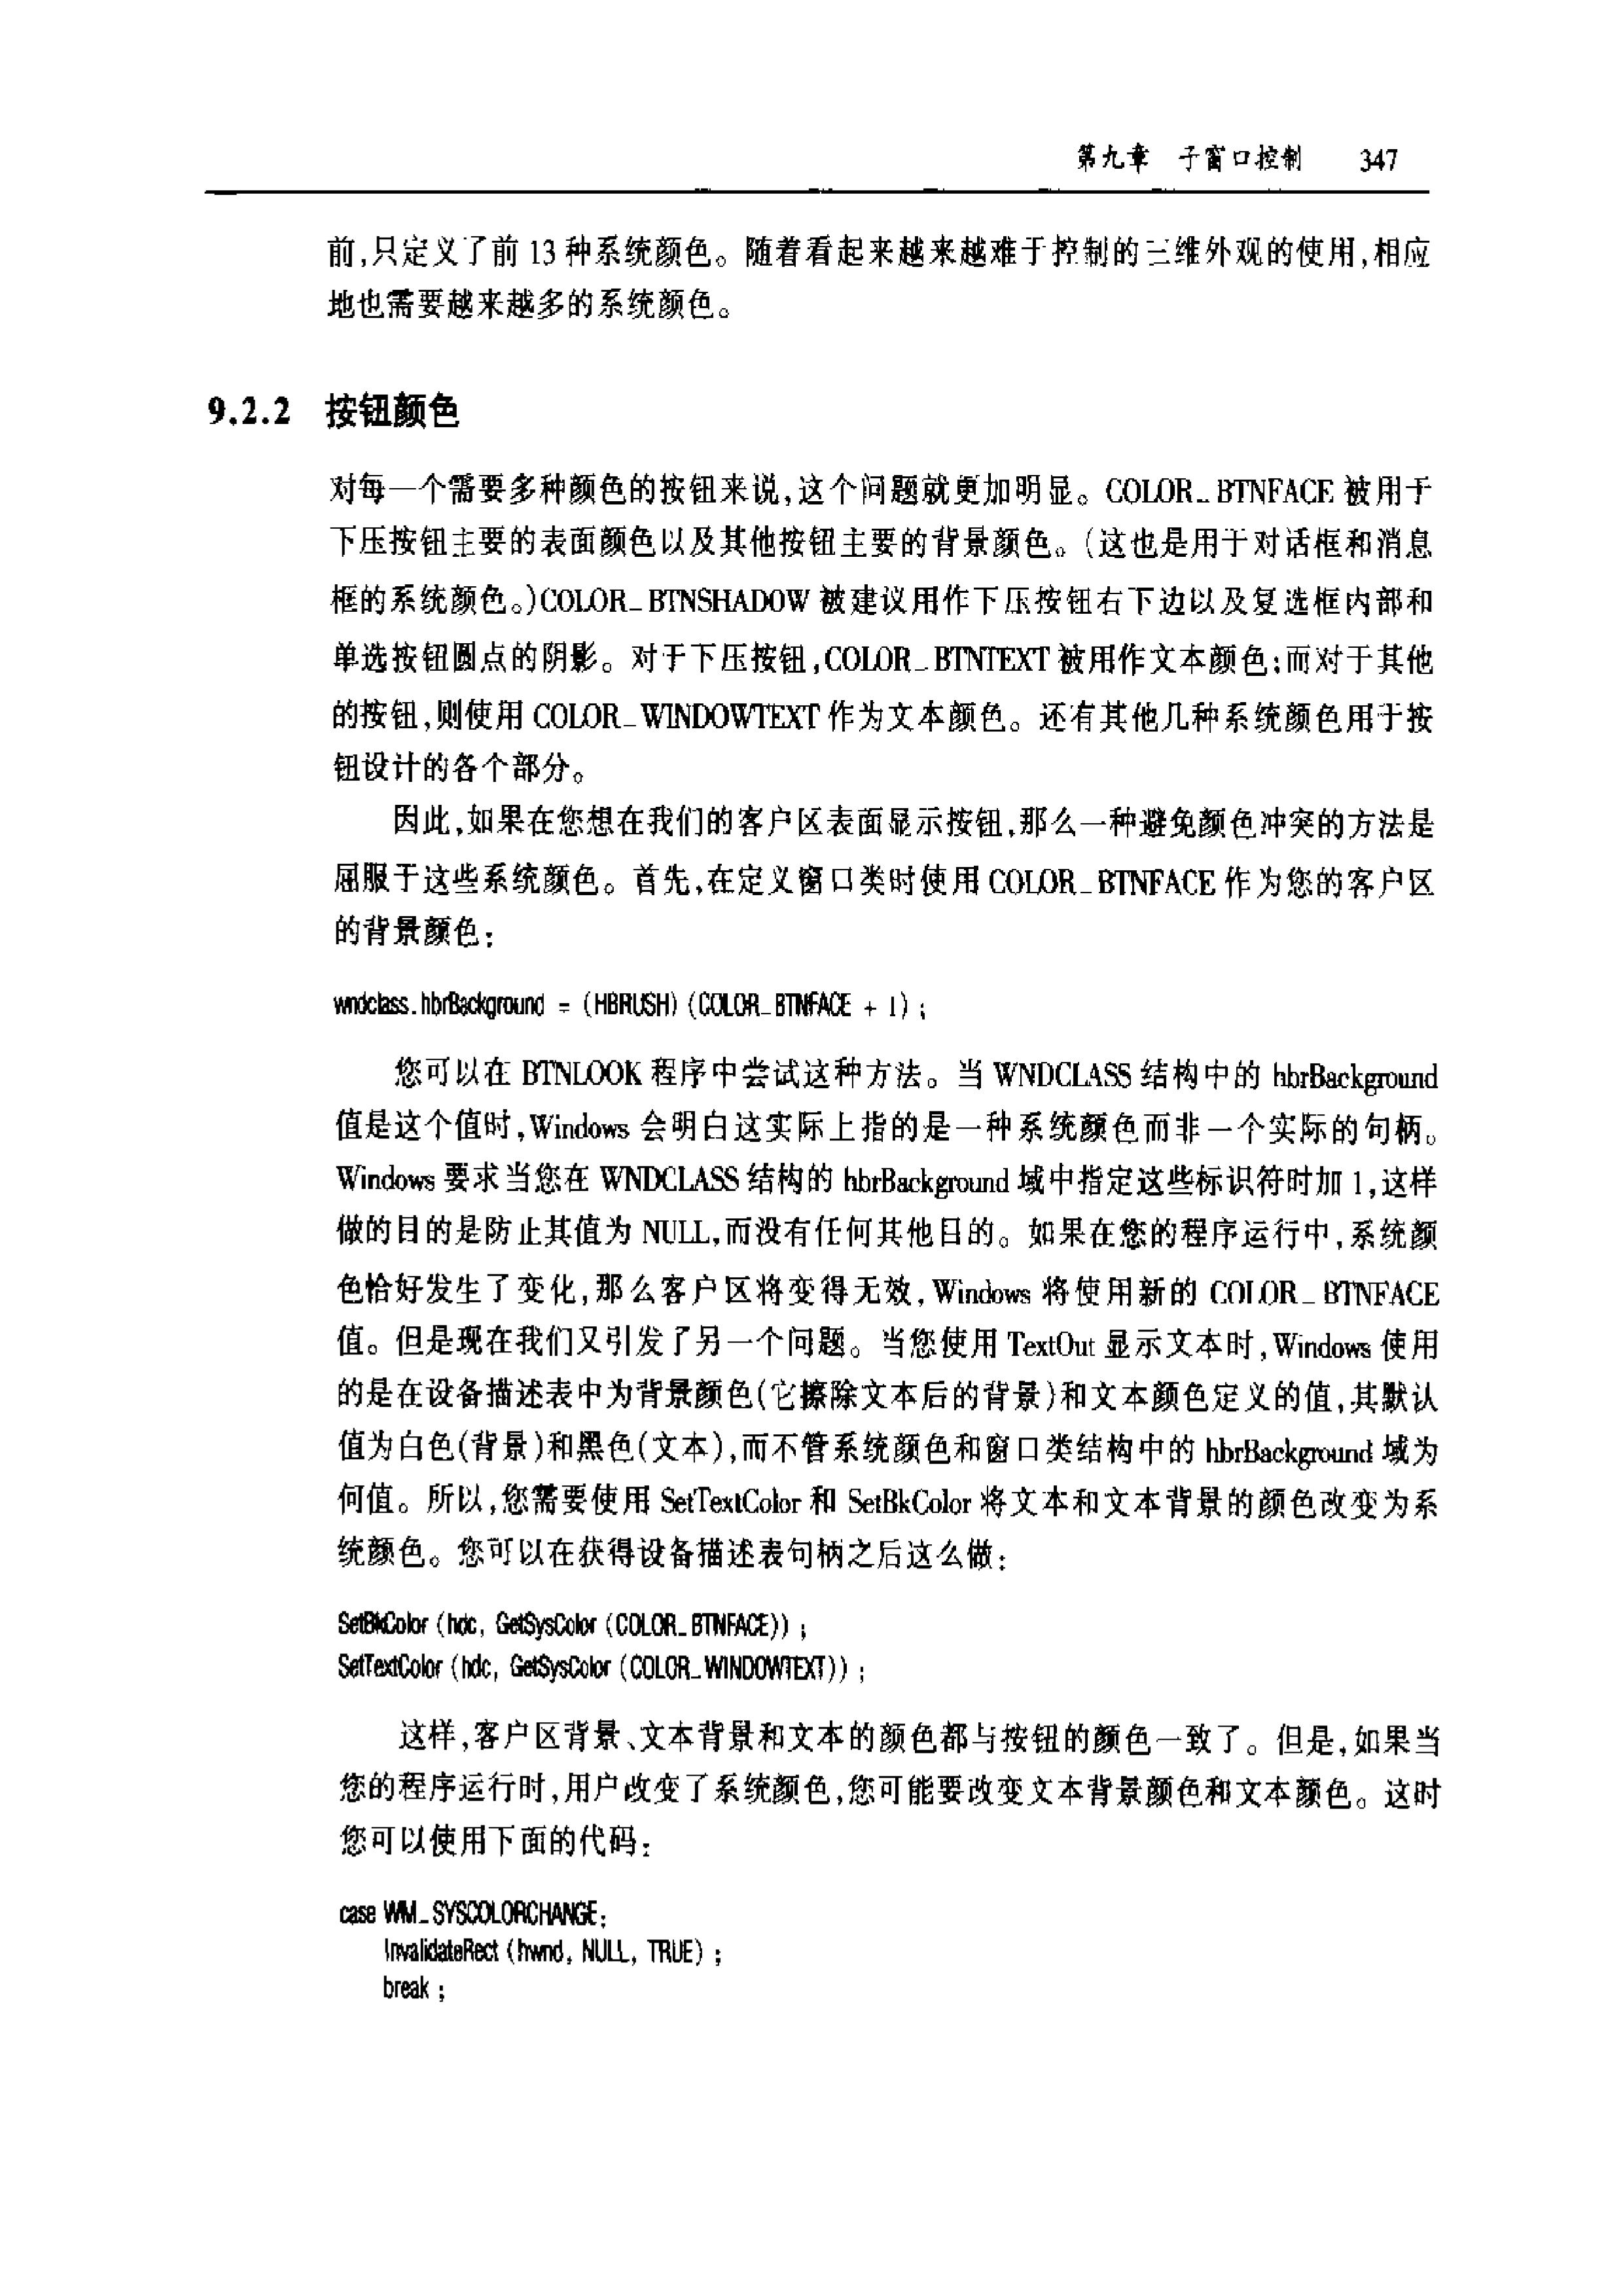 第九章 子窗口控制 347
前,只定义了前 13 种系统颜色。随着看起来越来越难于控制的三维外观的使用,相应
地也需要越来越多的系统颜色。
9.2.2 按钮颜色
对每一个需要多种颜色的按钮来说,这个问题就更加明显。COLOR_BTNFACE 被用于
下压按钮主要的表面颜色以及其他按钮主要的背景颜色。(这也是用于对话框和消息
框的系统颜色。)COLOR_BTNSHADOW 被建议用作下压按钮右下边以及复选框内部和
单选按钮圆点的阴影。对于下压按钮,COLOR_BTNTEXT 被用作文本颜色;而对于其他
的按钮,则使用 COLOR_WINDOWTEXT 作为文本颜色。还有其他几种系统颜色用于按
钮设计的各个部分。
因此,如果在您想在我们的客户区表面显示按钮,那么一种避免颜色冲突的方法是
屈服于这些系统颜色。首先,在定义窗口类时使用 COLOR_BTNFACE 作为您的客户区
的背景颜色:
wndclass.hbrBackground = (HBRUSH) (COLOR_BTNFACE + 1) ;
您可以在 BTNLOOK 程序中尝试这种方法。当 WNDCLASS 结构中的 hbrBackground
值是这个值时,Windows 会明白这实际上指的是一种系统颜色而非一个实际的句柄。
Windows 要求当您在 WNDCLASS 结构的 hbrBackground 域中指定这些标识符时加 1,这样
做的目的是防止其值为 NULL,而没有任何其他目的。如果在您的程序运行中,系统颜
色恰好发生了变化,那么客户区将变得无效,Windows 将使用新的 COLOR_BTNFACE
值。但是现在我们又引发了另一个问题。当您使用 TextOut 显示文本时,Windows 使用
的是在设备描述表中为背景颜色(它擦除文本后的背景)和文本颜色定义的值,其默认
值为白色(背景)和黑色(文本),而不管系统颜色和窗口类结构中的 hbrBackground 域为
何值。所以,您需要使用 SetTextColor 和 SetBkColor 将文本和文本背景的颜色改变为系
统颜色。您可以在获得设备描述表句柄之后这么做:
SetBkColor (hdc, GetSysColor (COLOR_BTNFACE)) ;
SetTextColor (hdc, GetSysColor (COLOR_WINDOWTEXT)) ;
这样,客户区背景、文本背景和文本的颜色都与按钮的颜色一致了。但是,如果当
您的程序运行时,用户改变了系统颜色,您可能要改变文本背景颜色和文本颜色。这时
您可以使用下面的代码:
case WM_SYSCOLORCHANGE:
InvalidateRect (hwnd, NULL, TRUE) ;
break ;